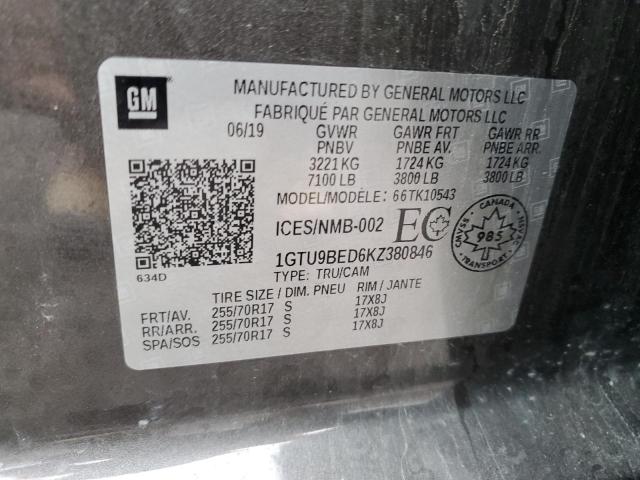 GM
MANUFACTURED BY GENERAL MOTORS LLC
FABRIQUÉ PAR GENERAL MOTORS LLC
06/19 GVWR GAWR FRT GAWR RR
PNBV PNBE AV. PNBE ARR.
3221 KG 1724 KG 1724 KG
7100 LB 3800 LB 3800 LB
MODEL/MODÈLE: 66TK10543
ICES/NMB-002 EC
CANADA
CMVSS 985 NSVAC
TRANSPORT
1GTU9BED6KZ380846
634D
TYPE: TRU/CAM
TIRE SIZE / DIM. PNEU RIM / JANTE
FRT/AV. 255/70R17 S 17X8J
RR/ARR. 255/70R17 S 17X8J
SPA/SOS 255/70R17 S 17X8J